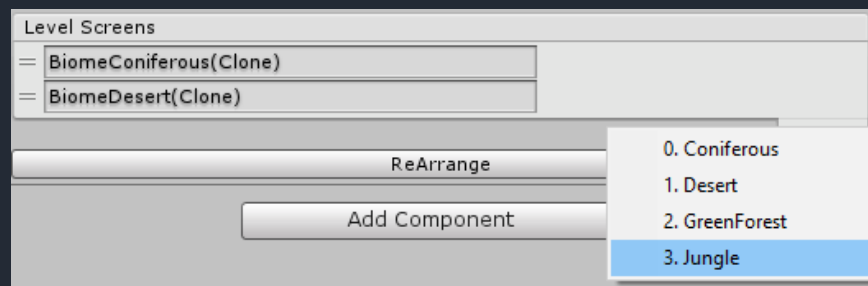 Level Screens
BiomeConiferous(Clone)
BiomeDesert(Clone)
ReArrange
Add Component
0. Coniferous
1. Desert
2. GreenForest
3. Jungle